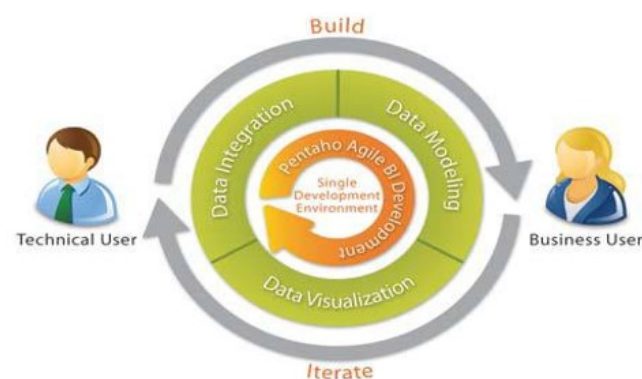 Build
Data Integration
Data Modeling
Pentaho Agile BI Development
Single
Development
Environment
Technical User
Business User
Data Visualization
Iterate